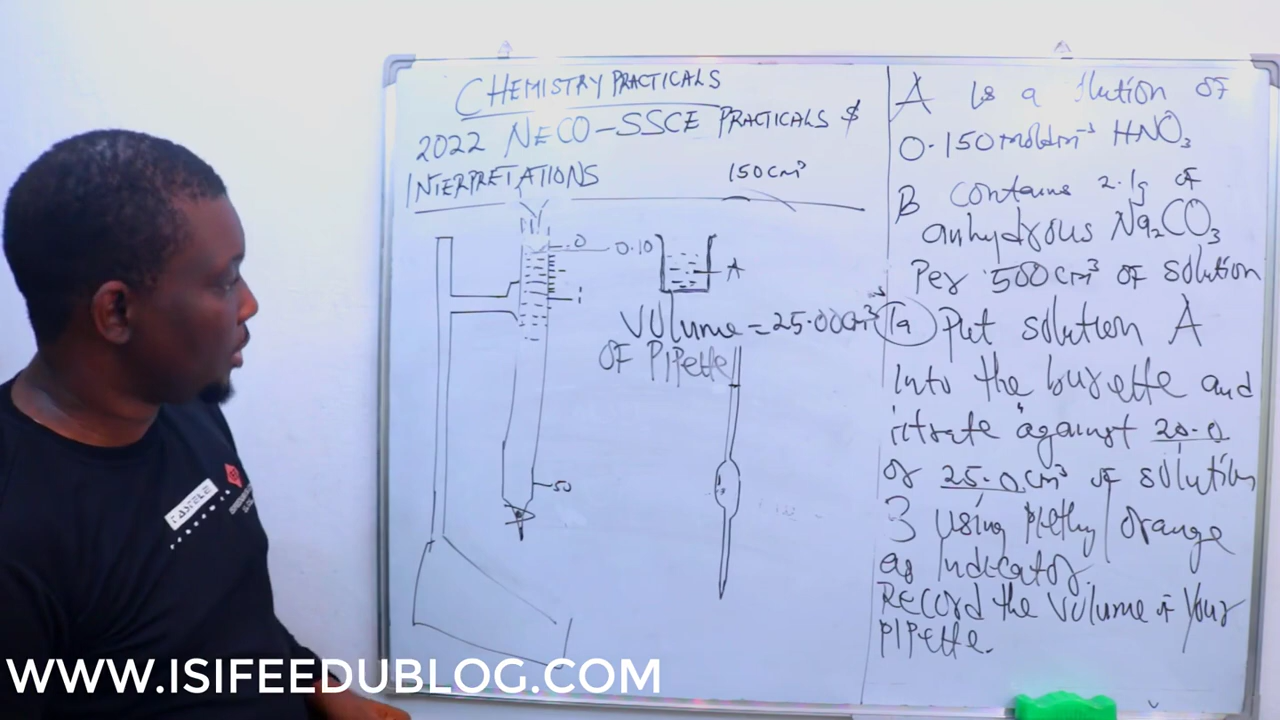 CHEMISTRY PRACTICALS
2022 NECO-SSCE PRACTICALS $
INTERPRETATIONS
150cm³
0
0.10
1
A
Volume = 25.00cm³
OF PIPette
50
A Is a lution OF
0.150moldm⁻³ HNO₃
B contains 2.1g of
anhydrous Na₂CO₃
Per 500cm³ OF solution
1a Put solution A
Into the burette and
titrate against 20.0
or 25.0cm³ of solution
B using Methyl orange
as Indicator.
Record the volume of Your
PIPette.
TASTELE
WWW.ISIFEEDUBLOG.COM